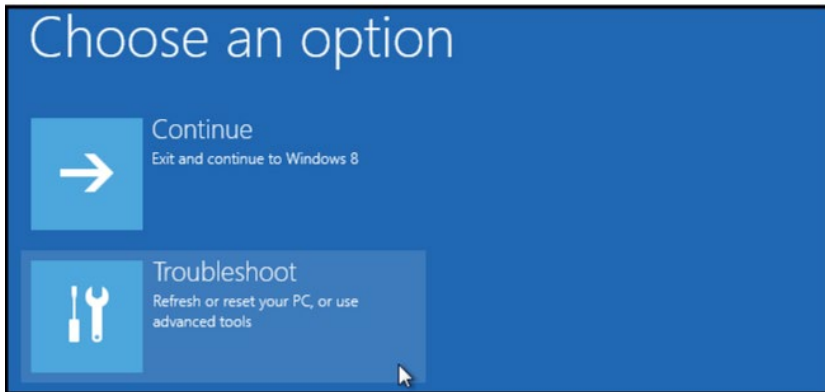 Choose an option
Continue
Exit and continue to Windows 8
Troubleshoot
Refresh or reset your PC, or use
advanced tools